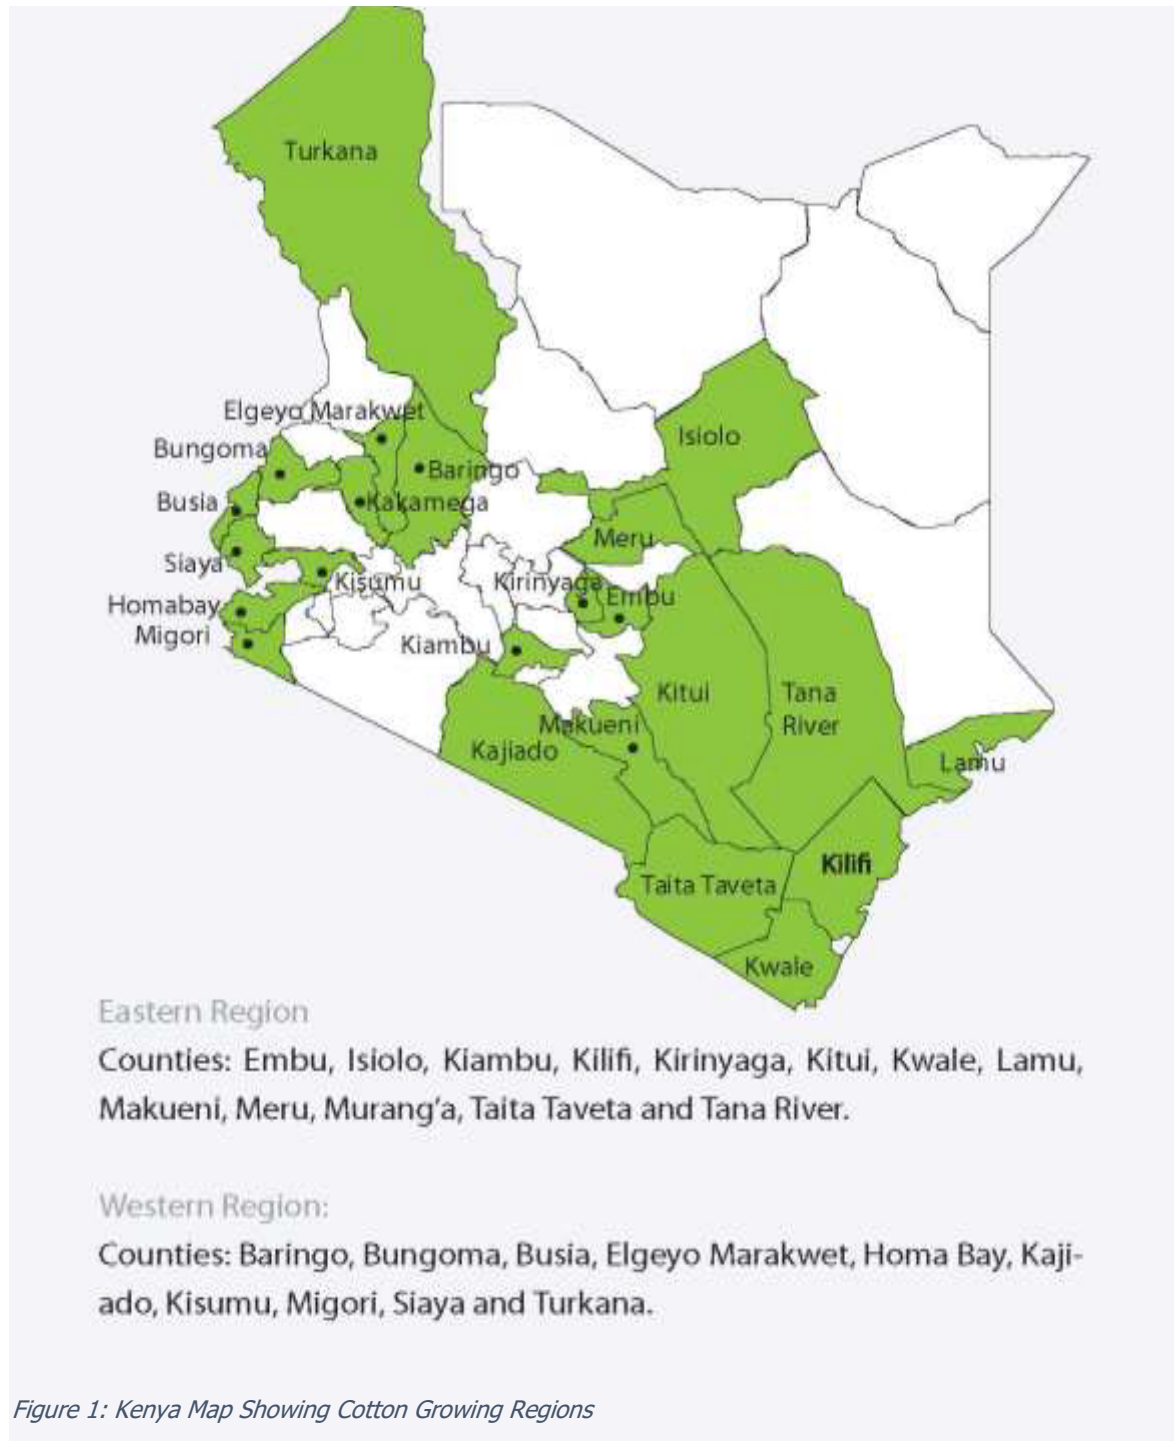 Turkana
Elgeyo Marakwet
Isiolo
Bungoma
Baringo
Busia
Kakamega
Meru
Siaya
Kisumu
Kirinyaga
Embu
Homabay
Migori
Kiambu
Kitui
Tana
River
Makueni
Kajiado
Lamu
Kilifi
Taita Taveta
Kwale
Eastern Region
Counties: Embu, Isiolo, Kiambu, Kilifi, Kirinyaga, Kitui, Kwale, Lamu,
Makueni, Meru, Murang’a, Taita Taveta and Tana River.
Western Region:
Counties: Baringo, Bungoma, Busia, Elgeyo Marakwet, Homa Bay, Kaji-
ado, Kisumu, Migori, Siaya and Turkana.
Figure 1: Kenya Map Showing Cotton Growing Regions